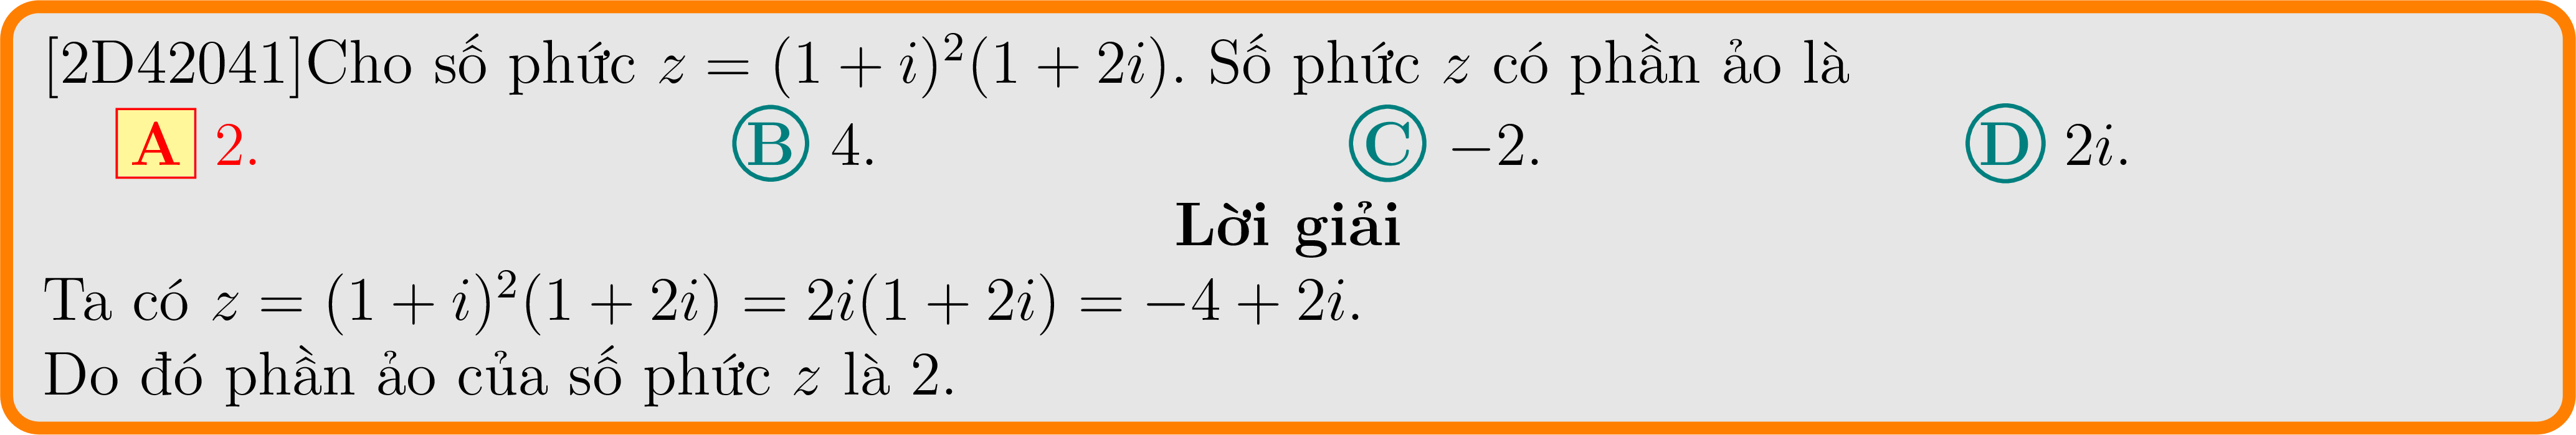 [2D42041]Cho số phức z = (1 + i)²(1 + 2i). Số phức z có phần ảo là
A 2. B 4. C −2. D 2i.
Lời giải
Ta có z = (1 + i)²(1 + 2i) = 2i(1 + 2i) = −4 + 2i.
Do đó phần ảo của số phức z là 2.